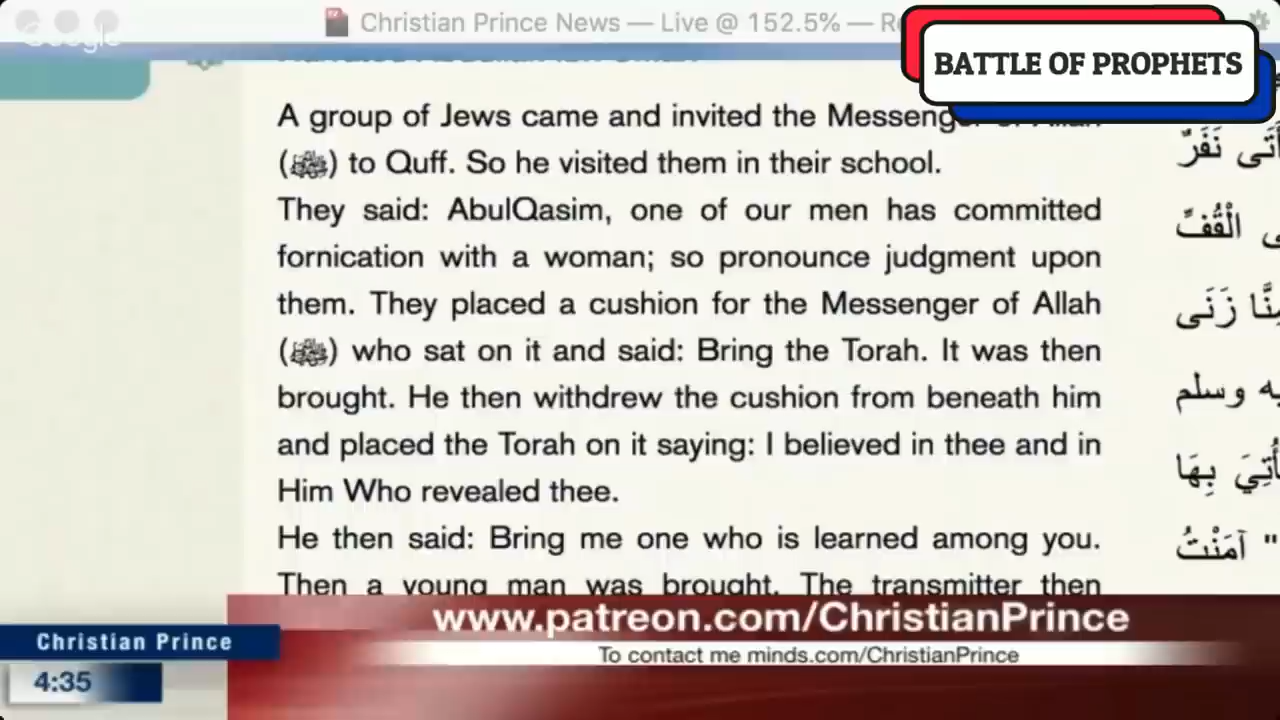 Christian Prince News — Live @ 152.5% — Re
Google
BATTLE OF PROPHETS
A group of Jews came and invited the Messenger of Allah
(ﷺ) to Quff. So he visited them in their school.
They said: AbulQasim, one of our men has committed
fornication with a woman; so pronounce judgment upon
them. They placed a cushion for the Messenger of Allah
(ﷺ) who sat on it and said: Bring the Torah. It was then
brought. He then withdrew the cushion from beneath him
and placed the Torah on it saying: I believed in thee and in
Him Who revealed thee.
He then said: Bring me one who is learned among you.
Then a young man was brought. The transmitter then
أَتَى نَفَرٌ
الْقُفِّ
مِنَّا زَنَى
يه وسلم
بِهَا
" آمَنْتُ
www.patreon.com/ChristianPrince
To contact me minds.com/ChristianPrince
Christian Prince
4:35